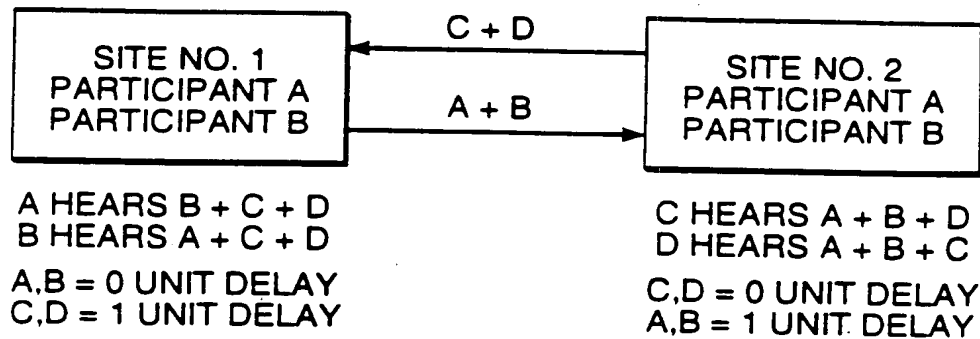 C + D
SITE NO. 1
PARTICIPANT A
PARTICIPANT B
A + B
SITE NO. 2
PARTICIPANT A
PARTICIPANT B
A HEARS B + C + D
B HEARS A + C + D
A,B = 0 UNIT DELAY
C,D = 1 UNIT DELAY
C HEARS A + B + D
D HEARS A + B + C
C,D = 0 UNIT DELAY
A,B = 1 UNIT DELAY